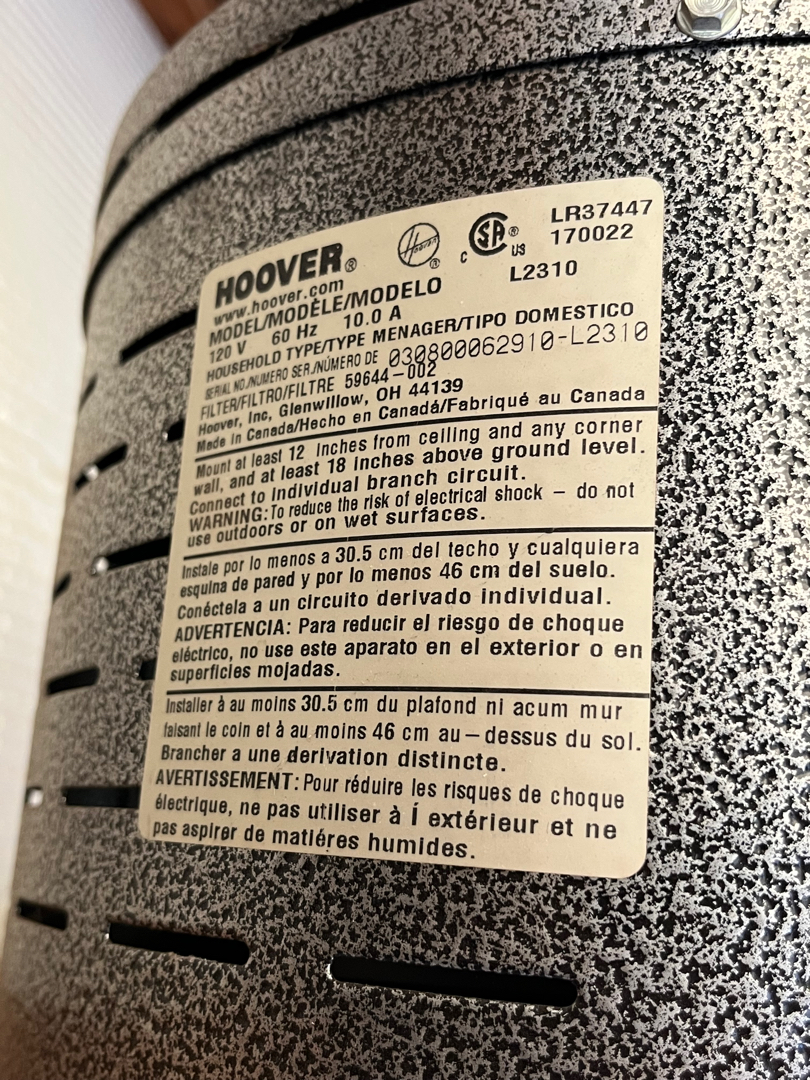 HOOVER®
Hoover®
C SA® US
LR37447
170022
www.hoover.com
MODEL/MODÈLE/MODELO L2310
120 V 60 Hz 10.0 A
HOUSEHOLD TYPE/TYPE MENAGER/TIPO DOMESTICO
SERIAL NO./NUMERO SER./NÚMERO DE 030800062910-L2310
FILTER/FILTRO/FILTRE 59644-002
Hoover, Inc, Glenwillow, OH 44139
Made in Canada/Hecho en Canadá/Fabriqué au Canada
Mount at least 12 inches from ceiling and any corner
wall, and at least 18 inches above ground level.
Connect to individual branch circuit.
WARNING: To reduce the risk of electrical shock – do not
use outdoors or on wet surfaces.
Instale por lo menos a 30.5 cm del techo y cualquiera
esquina de pared y por lo menos 46 cm del suelo.
Conéctela a un circuito derivado individual.
ADVERTENCIA: Para reducir el riesgo de choque
eléctrico, no use este aparato en el exterior o en
superficies mojadas.
Installer à au moins 30.5 cm du plafond ni acum mur
faisant le coin et à au moins 46 cm au–dessus du sol.
Brancher a une derivation distincte.
AVERTISSEMENT: Pour réduire les risques de choque
électrique, ne pas utiliser à Í extérieur et ne
pas aspirer de matiéres humides.